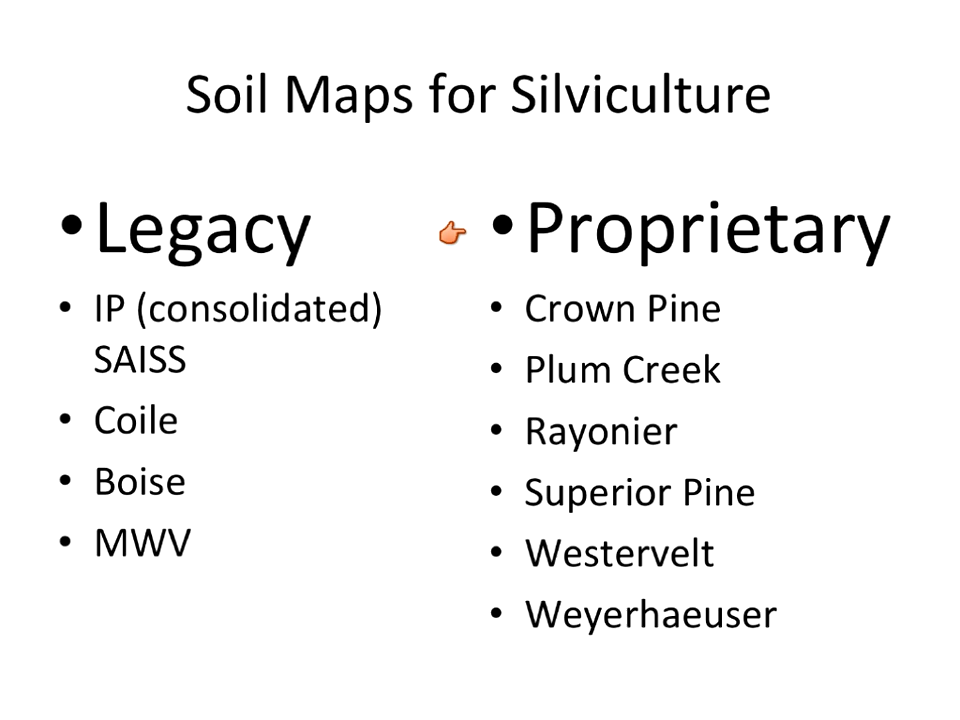 Soil Maps for Silviculture
• Legacy
• IP (consolidated)
SAISS
• Coile
• Boise
• MWV
• Proprietary
• Crown Pine
• Plum Creek
• Rayonier
• Superior Pine
• Westervelt
• Weyerhaeuser